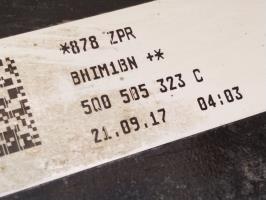 *878 ZPR
BHIM1BN +*
5Q0 505 323 C
21.09.17 04:03